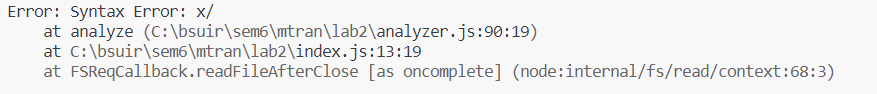 Error: Syntax Error: x/
at analyze (C:\bsuir\sem6\mtran\lab2\analyzer.js:90:19)
at C:\bsuir\sem6\mtran\lab2\index.js:13:19
at FSReqCallback.readFileAfterClose [as oncomplete] (node:internal/fs/read/context:68:3)